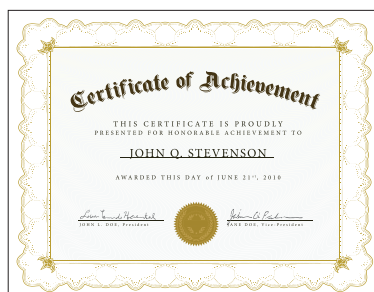 Certificate of Achievement
THIS CERTIFICATE IS PROUDLY
PRESENTED FOR HONORABLE ACHIEVEMENT TO
JOHN Q. STEVENSON
AWARDED THIS DAY of JUNE 21st, 2010
JOHN L. DOE, President
JANE DOE, Vice-President